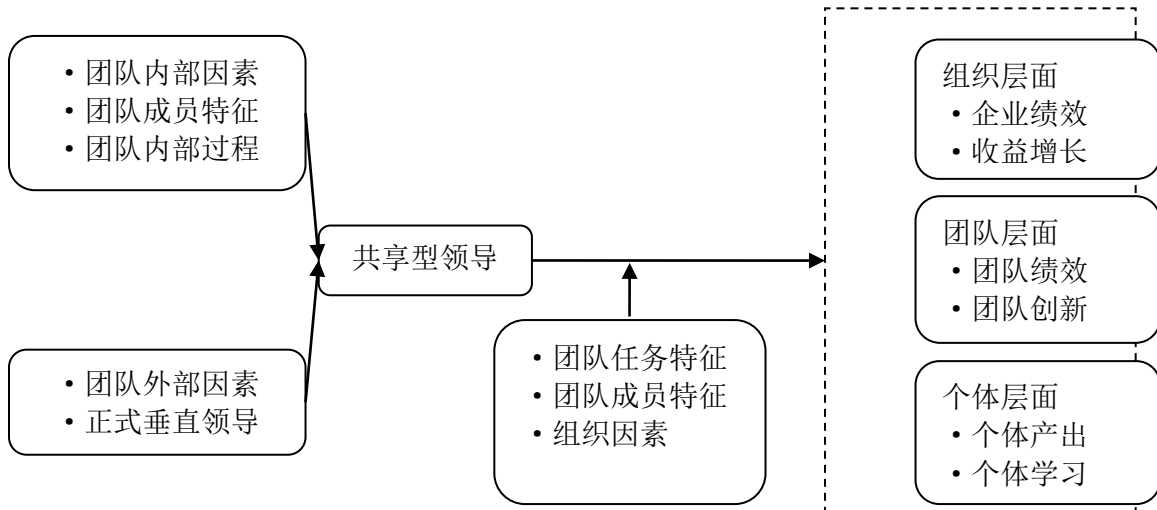 • 团队内部因素
• 团队成员特征
• 团队内部过程
• 团队外部因素
• 正式垂直领导
共享型领导
• 团队任务特征
• 团队成员特征
• 组织因素
组织层面
• 企业绩效
• 收益增长
团队层面
• 团队绩效
• 团队创新
个体层面
• 个体产出
• 个体学习